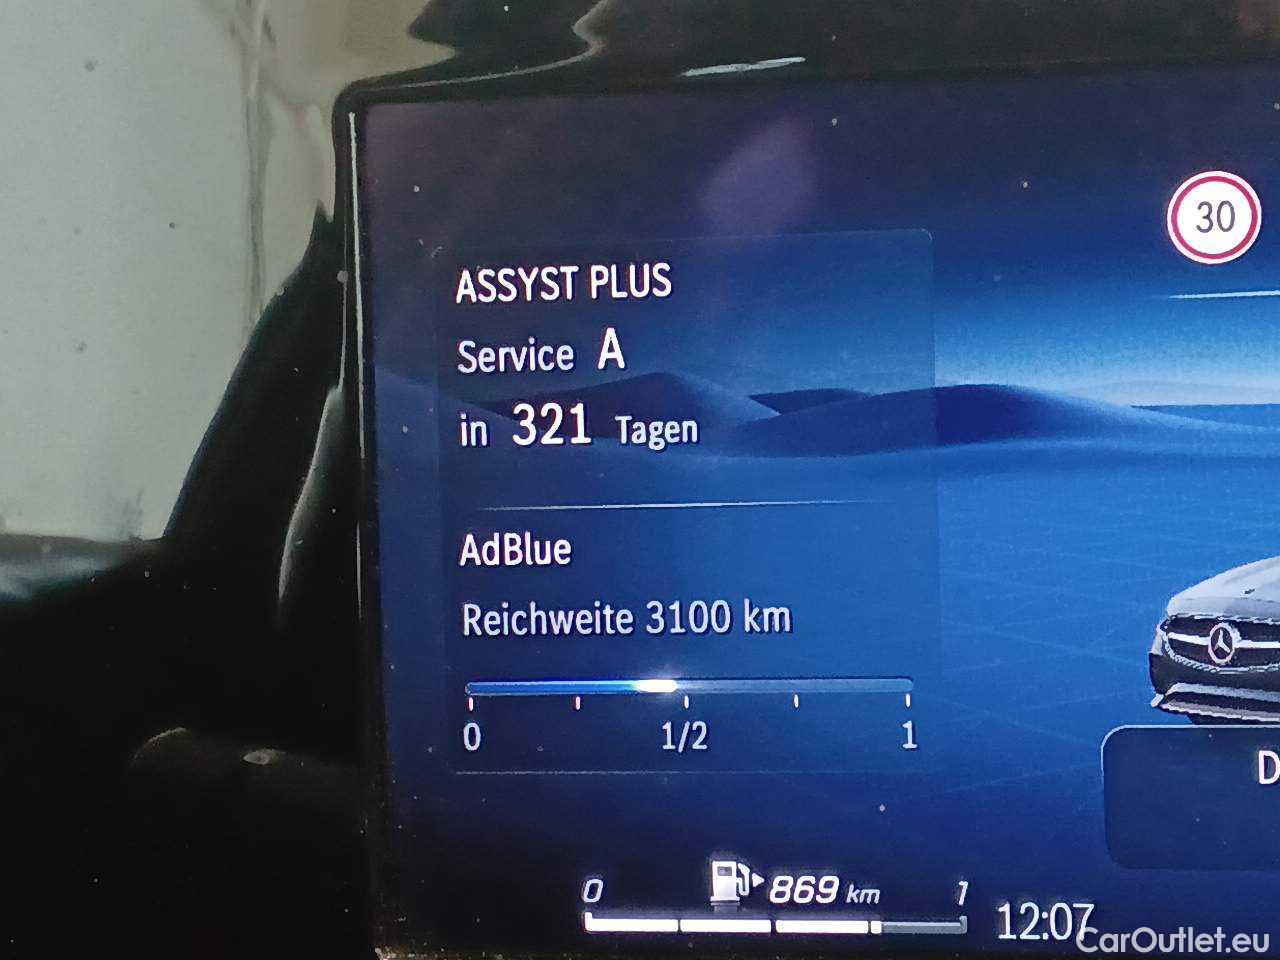 30
ASSYST PLUS
Service A
in 321 Tagen
AdBlue
Reichweite 3100 km
0 1/2 1
D
0 869 km 1
12:07
CarOutlet.eu